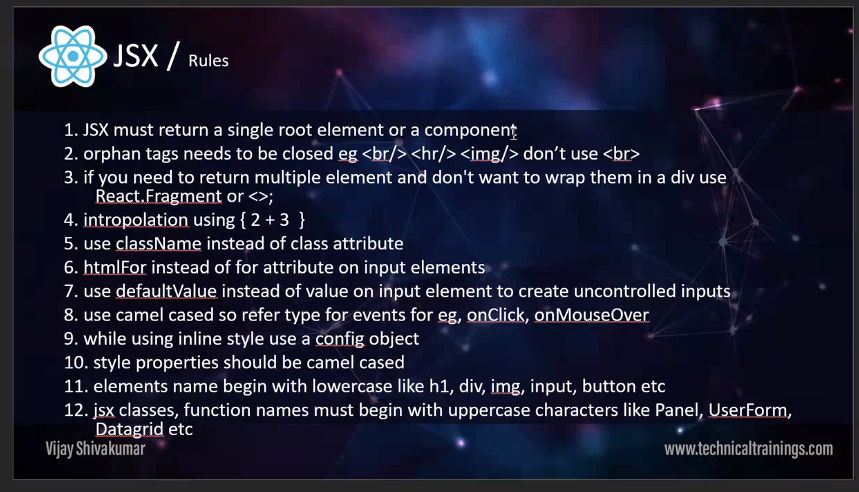 JSX / Rules
1. JSX must return a single root element or a component
2. orphan tags needs to be closed eg <br/> <hr/> <img/> don’t use <br>
3. if you need to return multiple element and don't want to wrap them in a div use
React.Fragment or <>;
4. intropolation using { 2 + 3 }
5. use className instead of class attribute
6. htmlFor instead of for attribute on input elements
7. use defaultValue instead of value on input element to create uncontrolled inputs
8. use camel cased so refer type for events for eg, onClick, onMouseOver
9. while using inline style use a config object
10. style properties should be camel cased
11. elements name begin with lowercase like h1, div, img, input, button etc
12. jsx classes, function names must begin with uppercase characters like Panel, UserForm,
Datagrid etc
Vijay Shivakumar
www.technicaltrainings.com